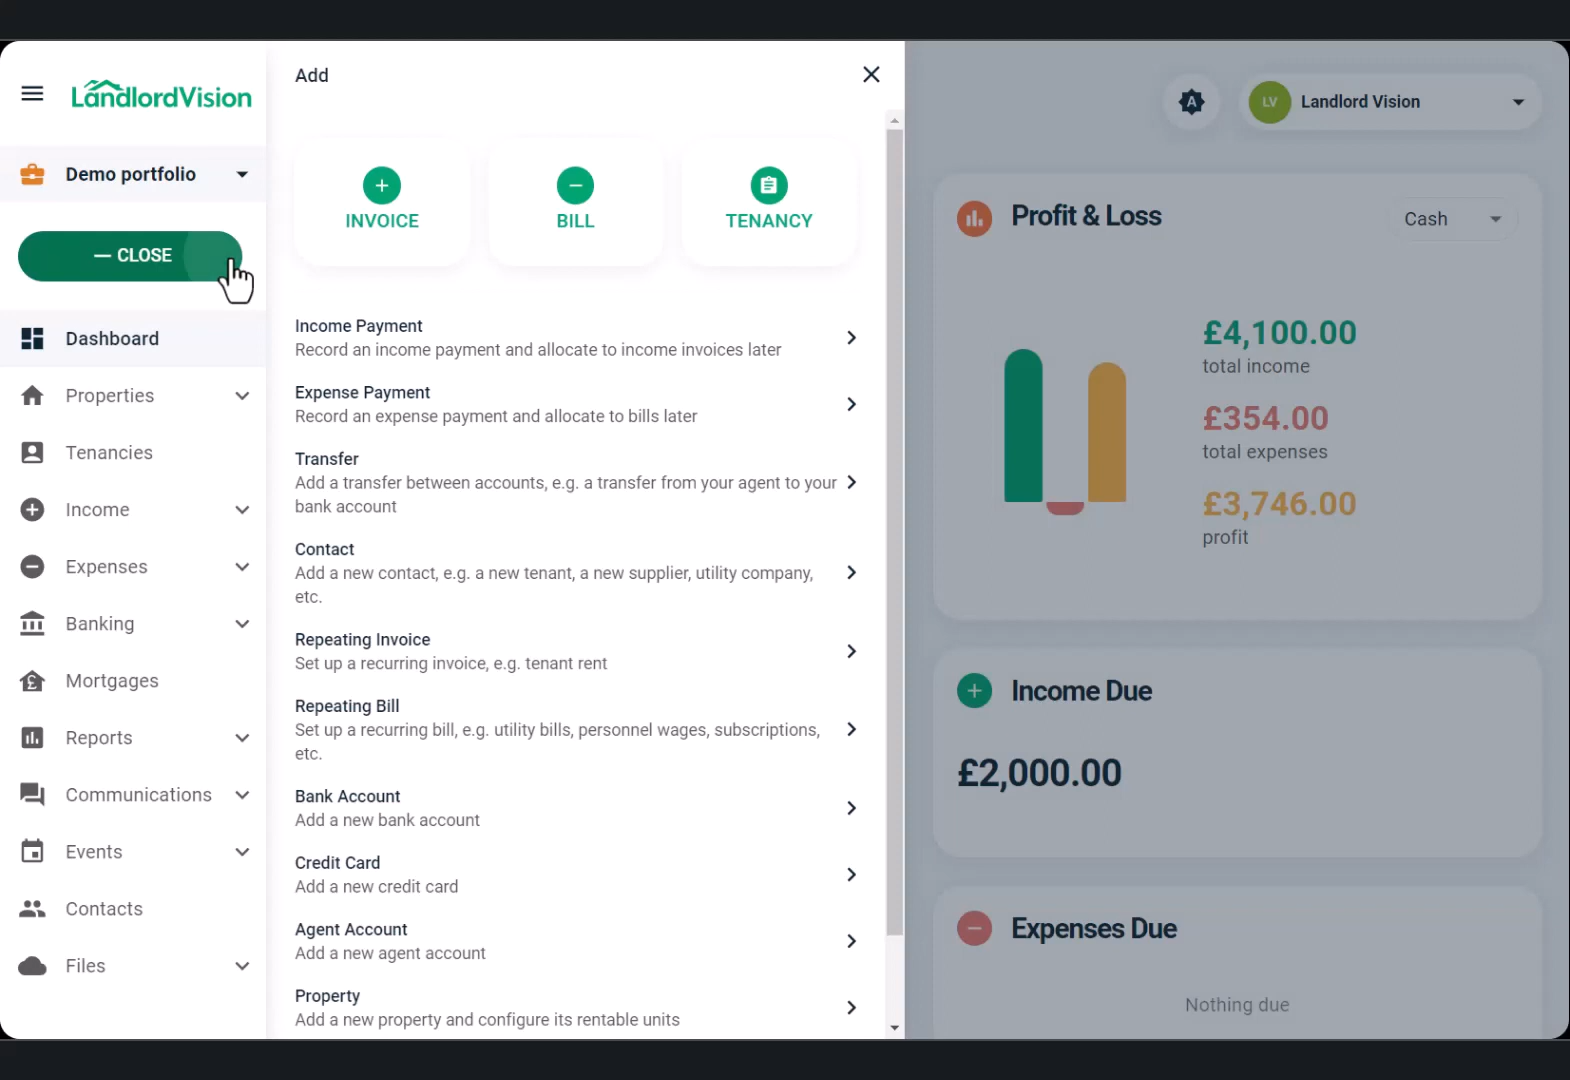 LandlordVision
Demo portfolio
— CLOSE
Dashboard
Properties
Tenancies
Income
Expenses
Banking
Mortgages
Reports
Communications
Events
Contacts
Files
Add
INVOICE
BILL
TENANCY
Income Payment
Record an income payment and allocate to income invoices later
Expense Payment
Record an expense payment and allocate to bills later
Transfer
Add a transfer between accounts, e.g. a transfer from your agent to your
bank account
Contact
Add a new contact, e.g. a new tenant, a new supplier, utility company,
etc.
Repeating Invoice
Set up a recurring invoice, e.g. tenant rent
Repeating Bill
Set up a recurring bill, e.g. utility bills, personnel wages, subscriptions,
etc.
Bank Account
Add a new bank account
Credit Card
Add a new credit card
Agent Account
Add a new agent account
Property
Add a new property and configure its rentable units
A
LV
Landlord Vision
Profit & Loss
Cash
£4,100.00
total income
£354.00
total expenses
£3,746.00
profit
Income Due
£2,000.00
Expenses Due
Nothing due